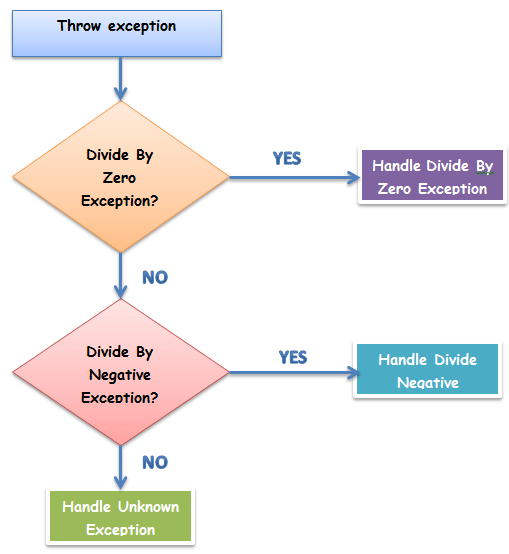 Throw exception
Divide By
Zero
Exception?
YES
Handle Divide By
Zero Exception
NO
Divide By
Negative
Exception?
YES
Handle Divide
Negative
NO
Handle Unknown
Exception